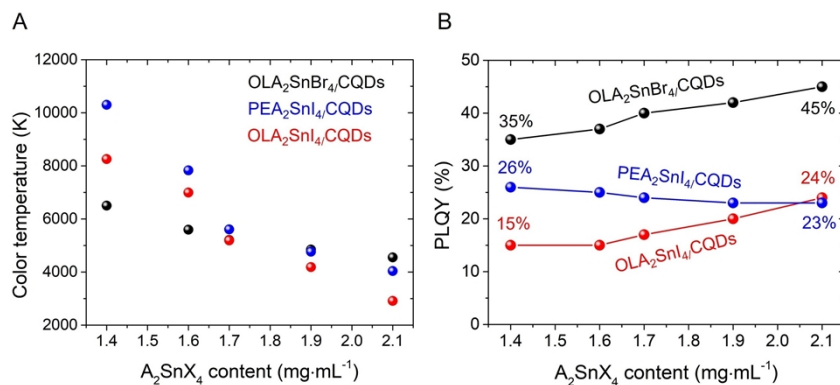 A
12000
10000
8000
6000
4000
2000
Color temperature (K)
OLA₂SnBr₄/CQDs
PEA₂SnI₄/CQDs
OLA₂SnI₄/CQDs
1.4 1.5 1.6 1.7 1.8 1.9 2.0 2.1
A₂SnX₄ content (mg·mL⁻¹)
B
50
40
30
20
10
0
PLQY (%)
OLA₂SnBr₄/CQDs
35%
45%
26%
PEA₂SnI₄/CQDs
24%
15%
23%
OLA₂SnI₄/CQDs
1.4 1.5 1.6 1.7 1.8 1.9 2.0 2.1
A₂SnX₄ content (mg·mL⁻¹)